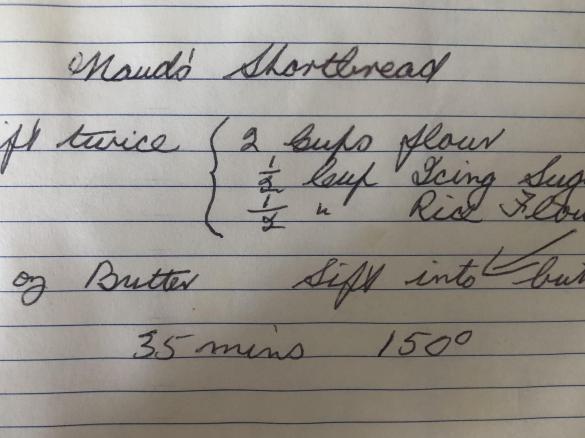 Maud's Shortbread
ift twice { 2 Cups flour
1/2 Cup Icing Sug
1/2 " Rice Flou
oz Butter Sift into but
35 mins 150°